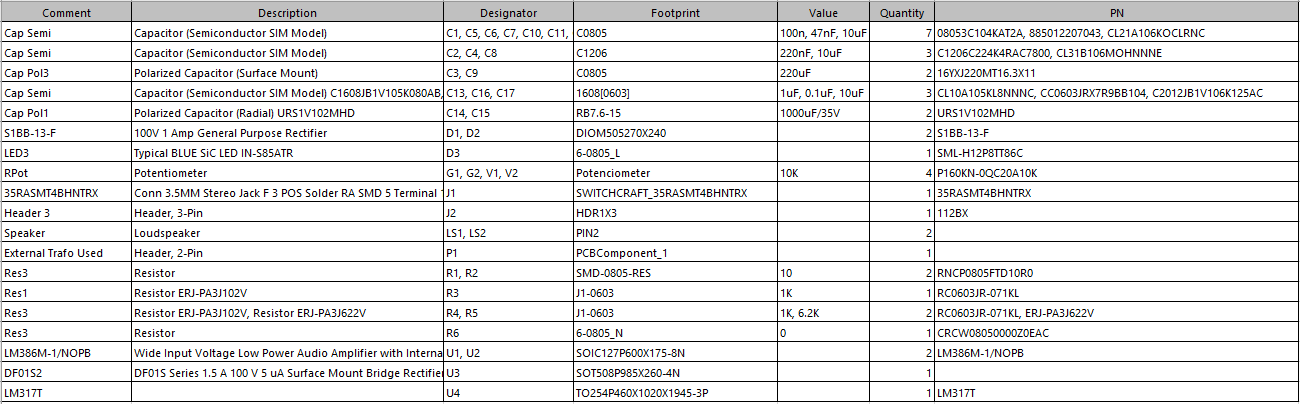 Comment Description Designator Footprint Value Quantity PN
Cap Semi Capacitor (Semiconductor SIM Model) C1, C5, C6, C7, C10, C11, C0805 100n, 47nF, 10uF 7 08053C104KAT2A, 885012207043, CL21A106KOCLRNC
Cap Semi Capacitor (Semiconductor SIM Model) C2, C4, C8 C1206 220nF, 10uF 3 C1206C224K4RAC7800, CL31B106MOHNNNE
Cap Pol3 Polarized Capacitor (Surface Mount) C3, C9 C0805 220uF 2 16YXJ220MT16.3X11
Cap Semi Capacitor (Semiconductor SIM Model) C1608JB1V105K080AB, C13, C16, C17 1608[0603] 1uF, 0.1uF, 10uF 3 CL10A105KL8NNNC, CC0603JRX7R9BB104, C2012JB1V106K125AC
Cap Pol1 Polarized Capacitor (Radial) URS1V102MHD C14, C15 RB7.6-15 1000uF/35V 2 URS1V102MHD
S1BB-13-F 100V 1 Amp General Purpose Rectifier D1, D2 DIOM505270X240 2 S1BB-13-F
LED3 Typical BLUE SiC LED IN-S85ATR D3 6-0805_L 1 SML-H12P8TT86C
RPot Potentiometer G1, G2, V1, V2 Potenciometer 10K 4 P160KN-0QC20A10K
35RASMT4BHNTRX Conn 3.5MM Stereo Jack F 3 POS Solder RA SMD 5 Terminal J1 SWITCHCRAFT_35RASMT4BHNTRX 1 35RASMT4BHNTRX
Header 3 Header, 3-Pin J2 HDR1X3 1 112BX
Speaker Loudspeaker LS1, LS2 PIN2 2
External Trafo Used Header, 2-Pin P1 PCBComponent_1 1
Res3 Resistor R1, R2 SMD-0805-RES 10 2 RNCP0805FTD10R0
Res1 Resistor ERJ-PA3J102V R3 J1-0603 1K 1 RC0603JR-071KL
Res3 Resistor ERJ-PA3J102V, Resistor ERJ-PA3J622V R4, R5 J1-0603 1K, 6.2K 2 RC0603JR-071KL, ERJ-PA3J622V
Res3 Resistor R6 6-0805_N 0 1 CRCW08050000Z0EAC
LM386M-1/NOPB Wide Input Voltage Low Power Audio Amplifier with Interna U1, U2 SOIC127P600X175-8N 2 LM386M-1/NOPB
DF01S2 DF01S Series 1.5 A 100 V 5 uA Surface Mount Bridge Rectifie U3 SOT508P985X260-4N 1
LM317T U4 TO254P460X1020X1945-3P 1 LM317T